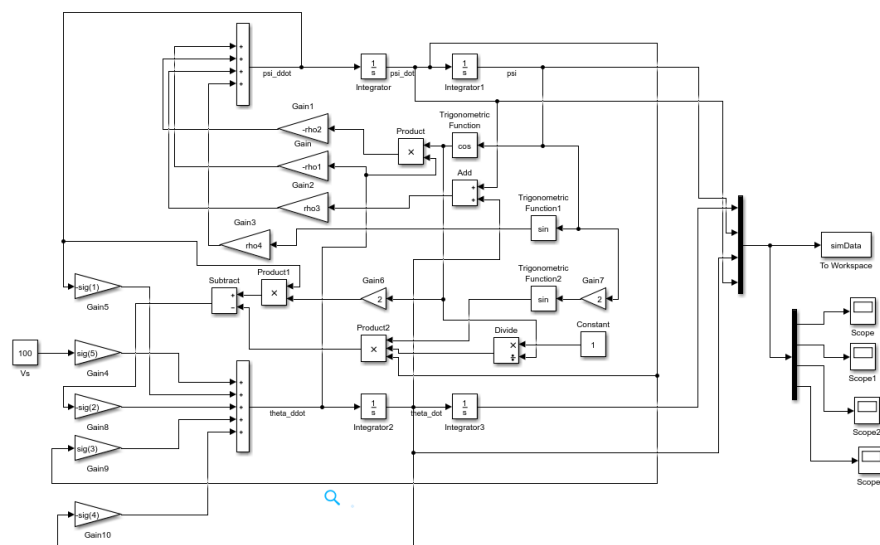 +
+
+
+
psi_ddot
1
s
Integrator
psi_dot
1
s
Integrator1
psi
Gain1
-rho2
Product
×
Trigonometric
Function
cos
Gain
-rho1
Gain2
rho3
Add
+
+
Gain3
rho4
Trigonometric
Function1
sin
simData
To Workspace
Subtract
+
−
Product1
×
Gain6
2
Trigonometric
Function2
sin
Gain7
2
-sig(1)
Gain5
Product2
×
Divide
×
÷
Constant
1
Scope
100
Vs
sig(5)
Gain4
Scope1
+
+
+
+
+
theta_ddot
1
s
Integrator2
theta_dot
1
s
Integrator3
-sig(2)
Gain8
Scope2
sig(3)
Gain9
Scope
-sig(4)
Gain10